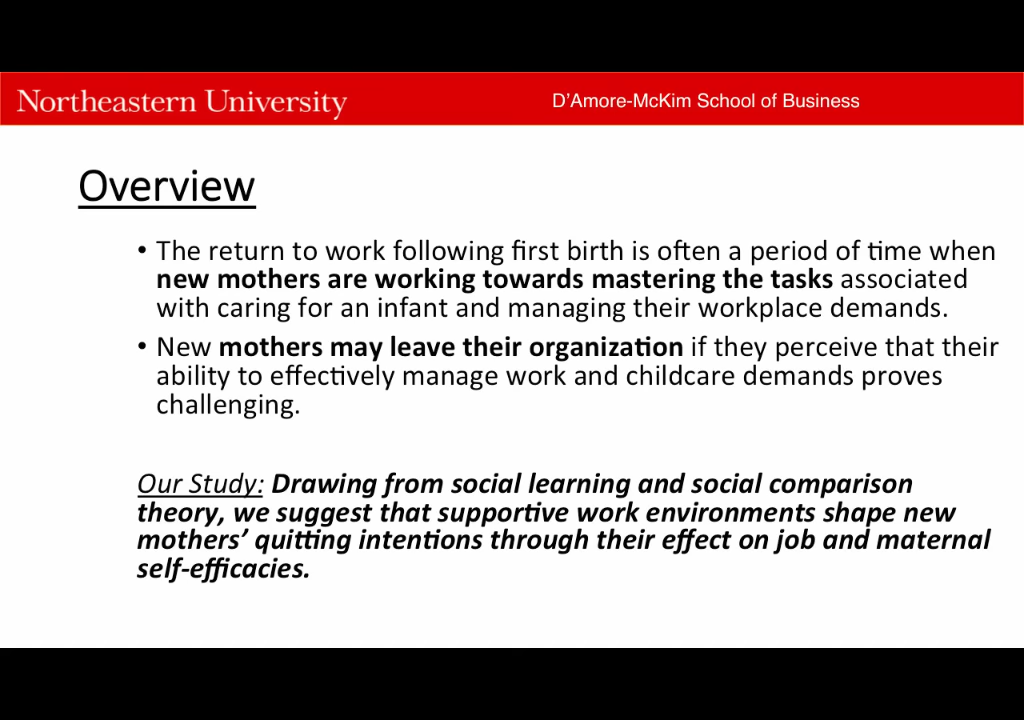 Northeastern University
D'Amore-McKim School of Business
Overview
• The return to work following first birth is often a period of time when
new mothers are working towards mastering the tasks associated
with caring for an infant and managing their workplace demands.
• New mothers may leave their organization if they perceive that their
ability to effectively manage work and childcare demands proves
challenging.
Our Study: Drawing from social learning and social comparison
theory, we suggest that supportive work environments shape new
mothers' quitting intentions through their effect on job and maternal
self-efficacies.